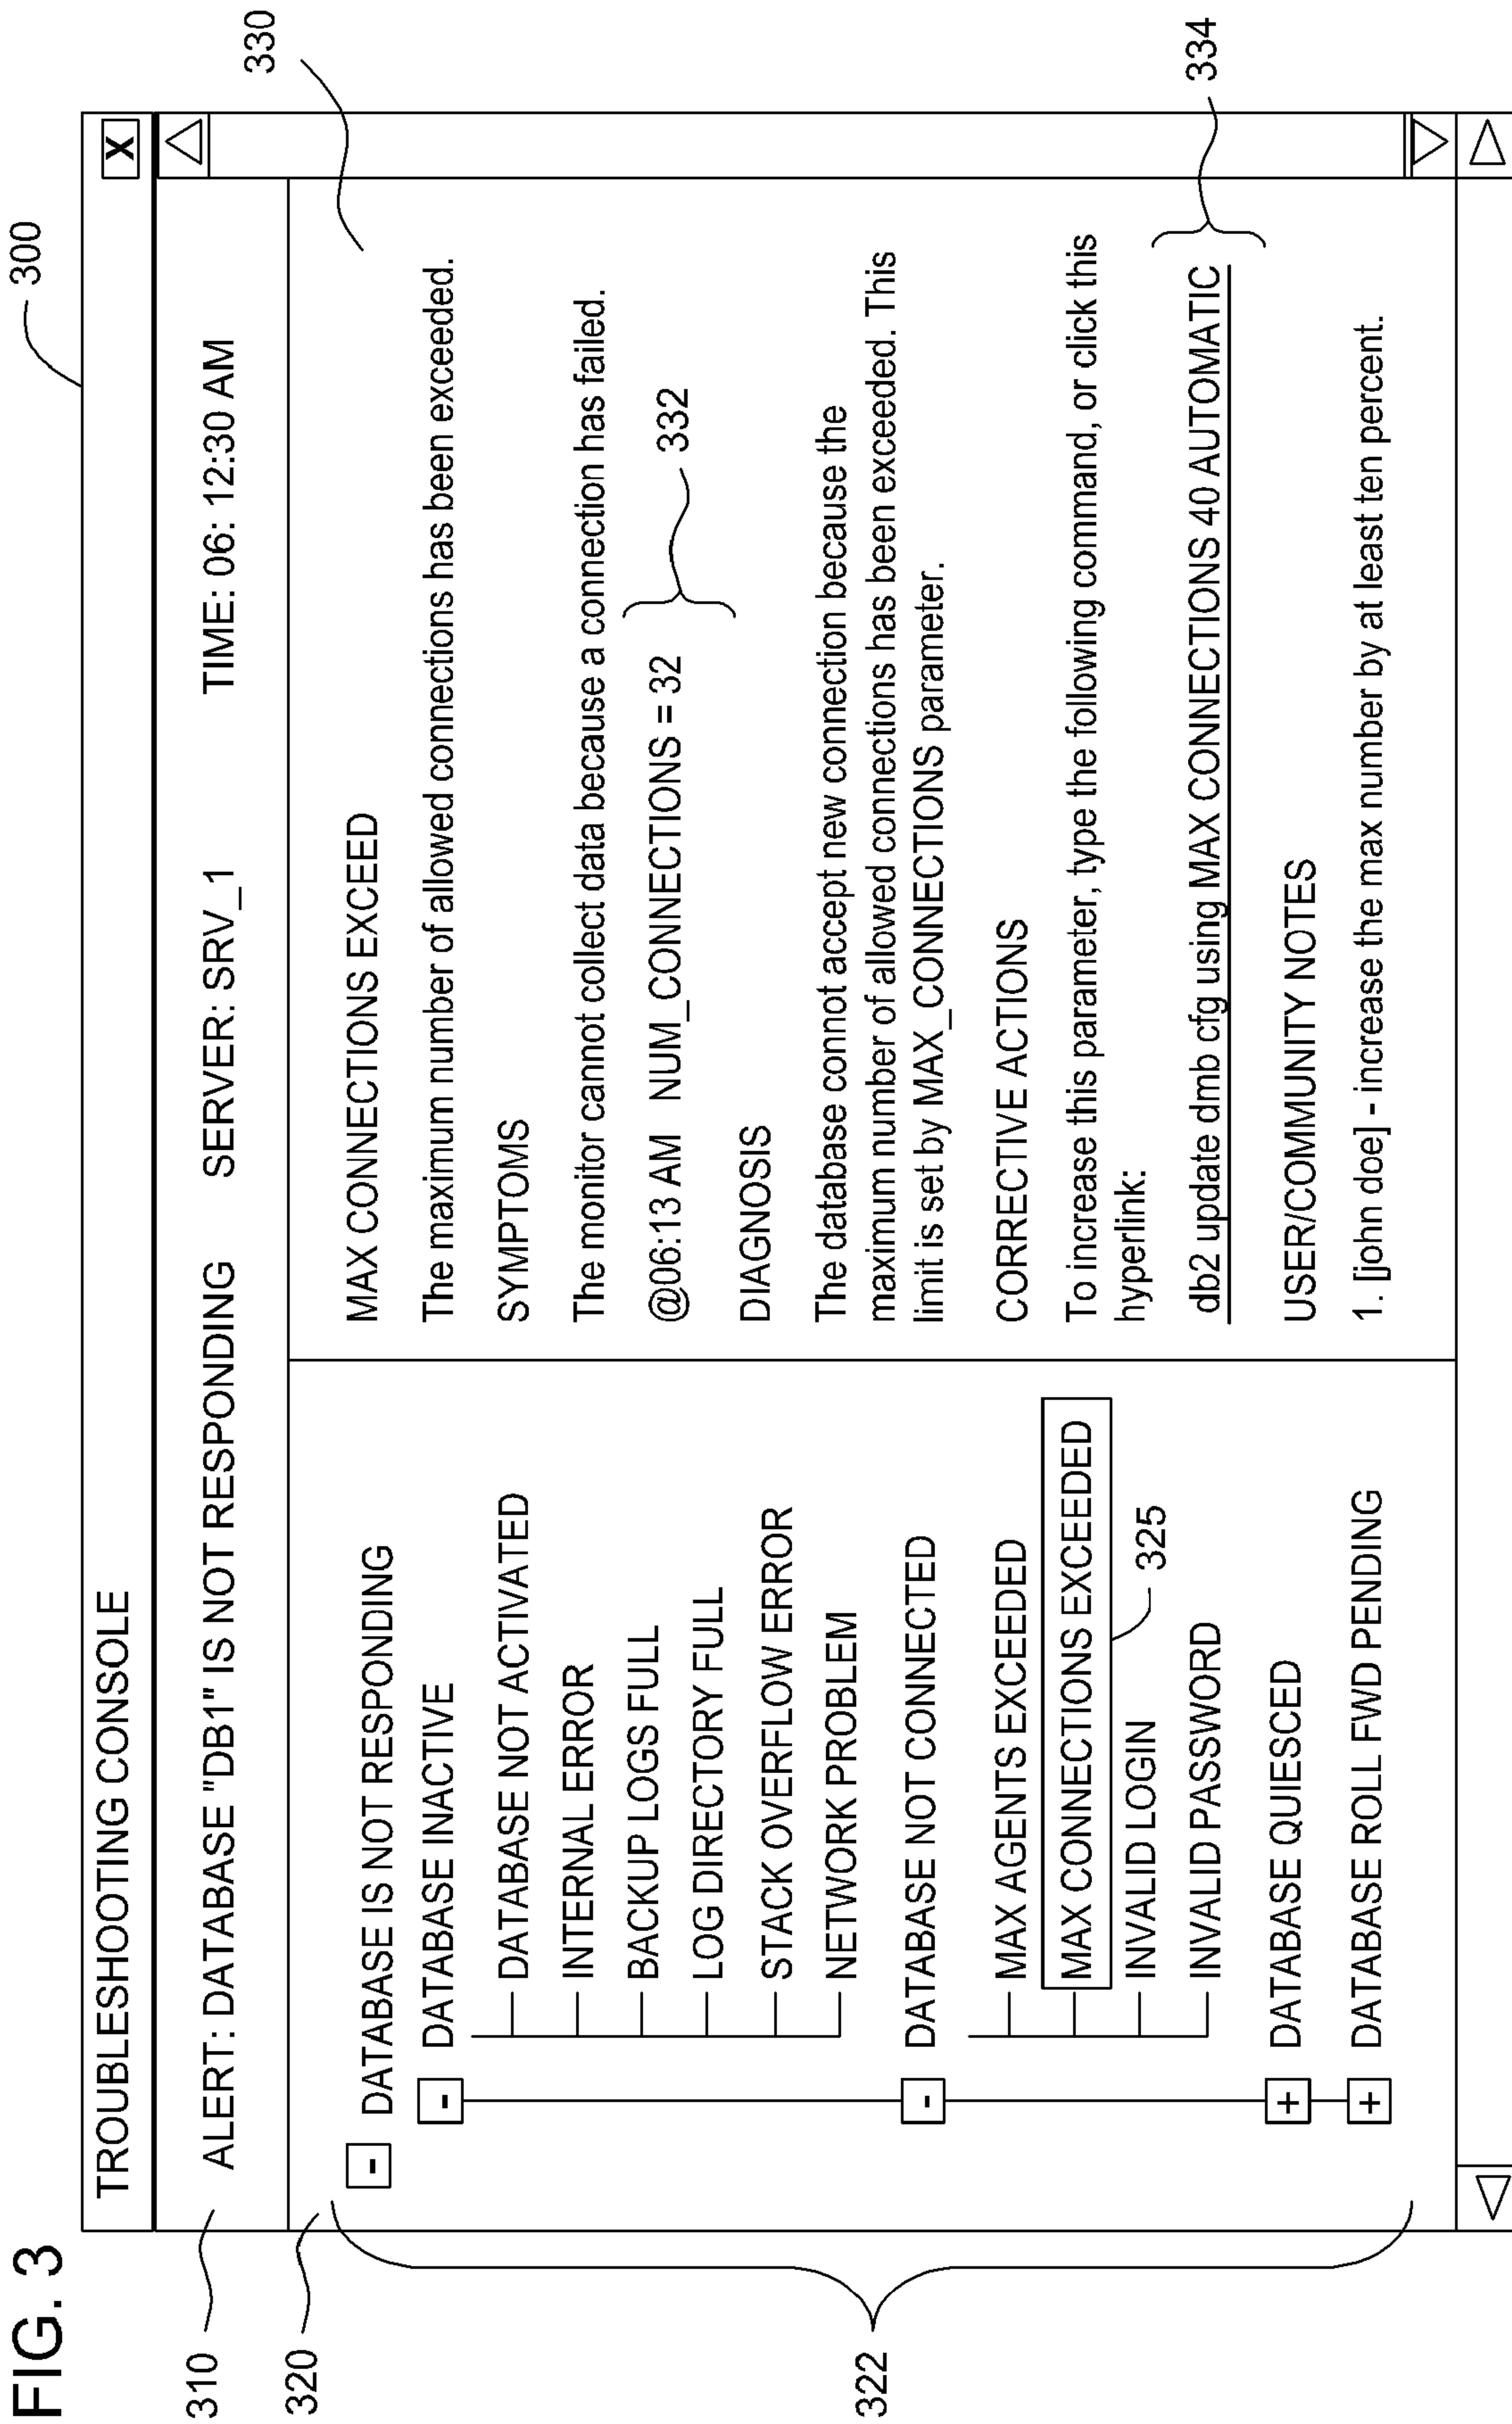 FIG. 3
300
TROUBLESHOOTING CONSOLE
X
310
ALERT: DATABASE "DB1" IS NOT RESPONDING SERVER: SRV_1 TIME: 06: 12:30 AM
320
322
- DATABASE IS NOT RESPONDING
- DATABASE INACTIVE
DATABASE NOT ACTIVATED
INTERNAL ERROR
BACKUP LOGS FULL
LOG DIRECTORY FULL
STACK OVERFLOW ERROR
NETWORK PROBLEM
- DATABASE NOT CONNECTED
MAX AGENTS EXCEEDED
MAX CONNECTIONS EXCEEDED
INVALID LOGIN
325
INVALID PASSWORD
+ DATABASE QUIESCED
+ DATABASE ROLL FWD PENDING
330
MAX CONNECTIONS EXCEED
The maximum number of allowed connections has been exceeded.
SYMPTOMS
The monitor cannot collect data because a connection has failed.
@06:13 AM NUM_CONNECTIONS = 32
332
DIAGNOSIS
The database connot accept new connection because the
maximum number of allowed connections has been exceeded. This
limit is set by MAX_CONNECTIONS parameter.
CORRECTIVE ACTIONS
To increase this parameter, type the following command, or click this
hyperlink:
db2 update dmb cfg using MAX CONNECTIONS 40 AUTOMATIC
334
USER/COMMUNITY NOTES
1. [john doe] - increase the max number by at least ten percent.